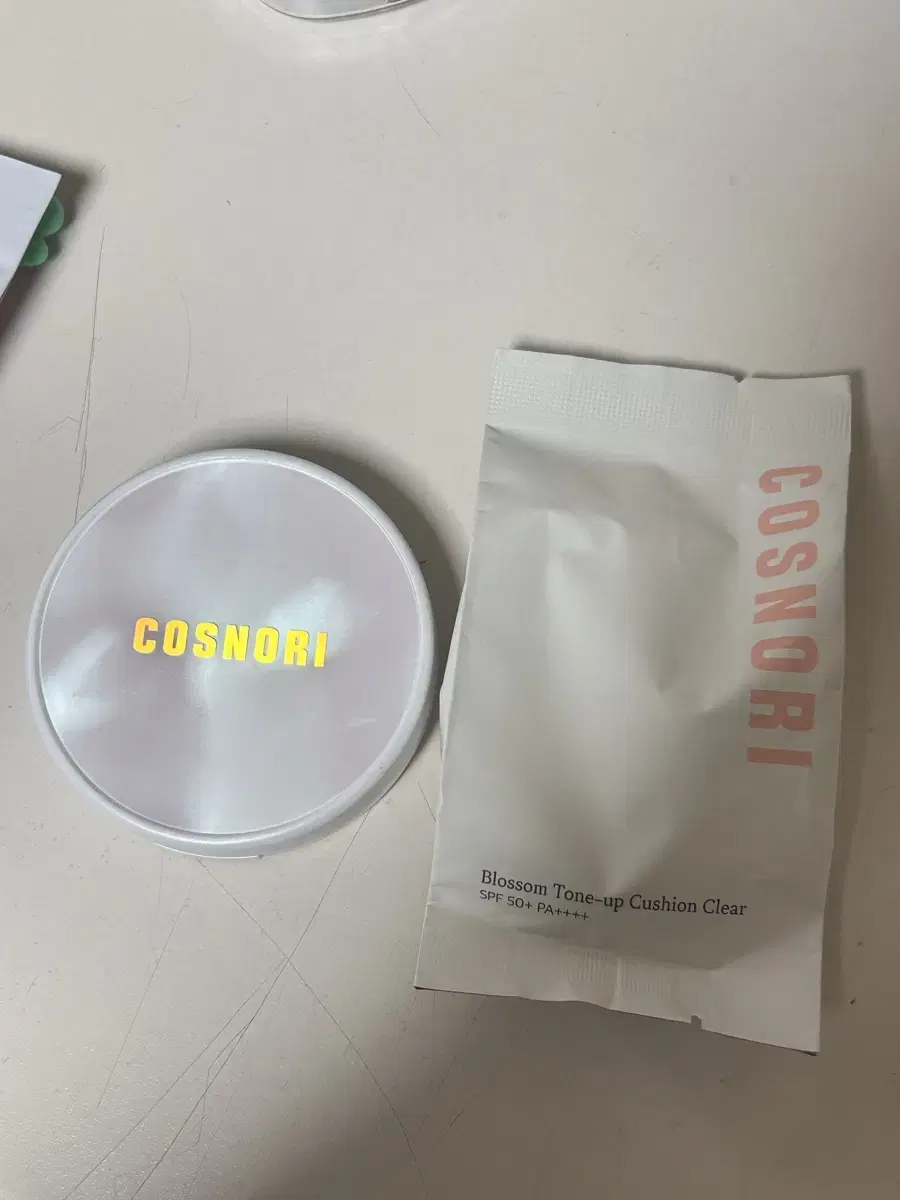 COSNORI
COSNORI
Blossom Tone-up Cushion Clear
SPF 50+ PA++++